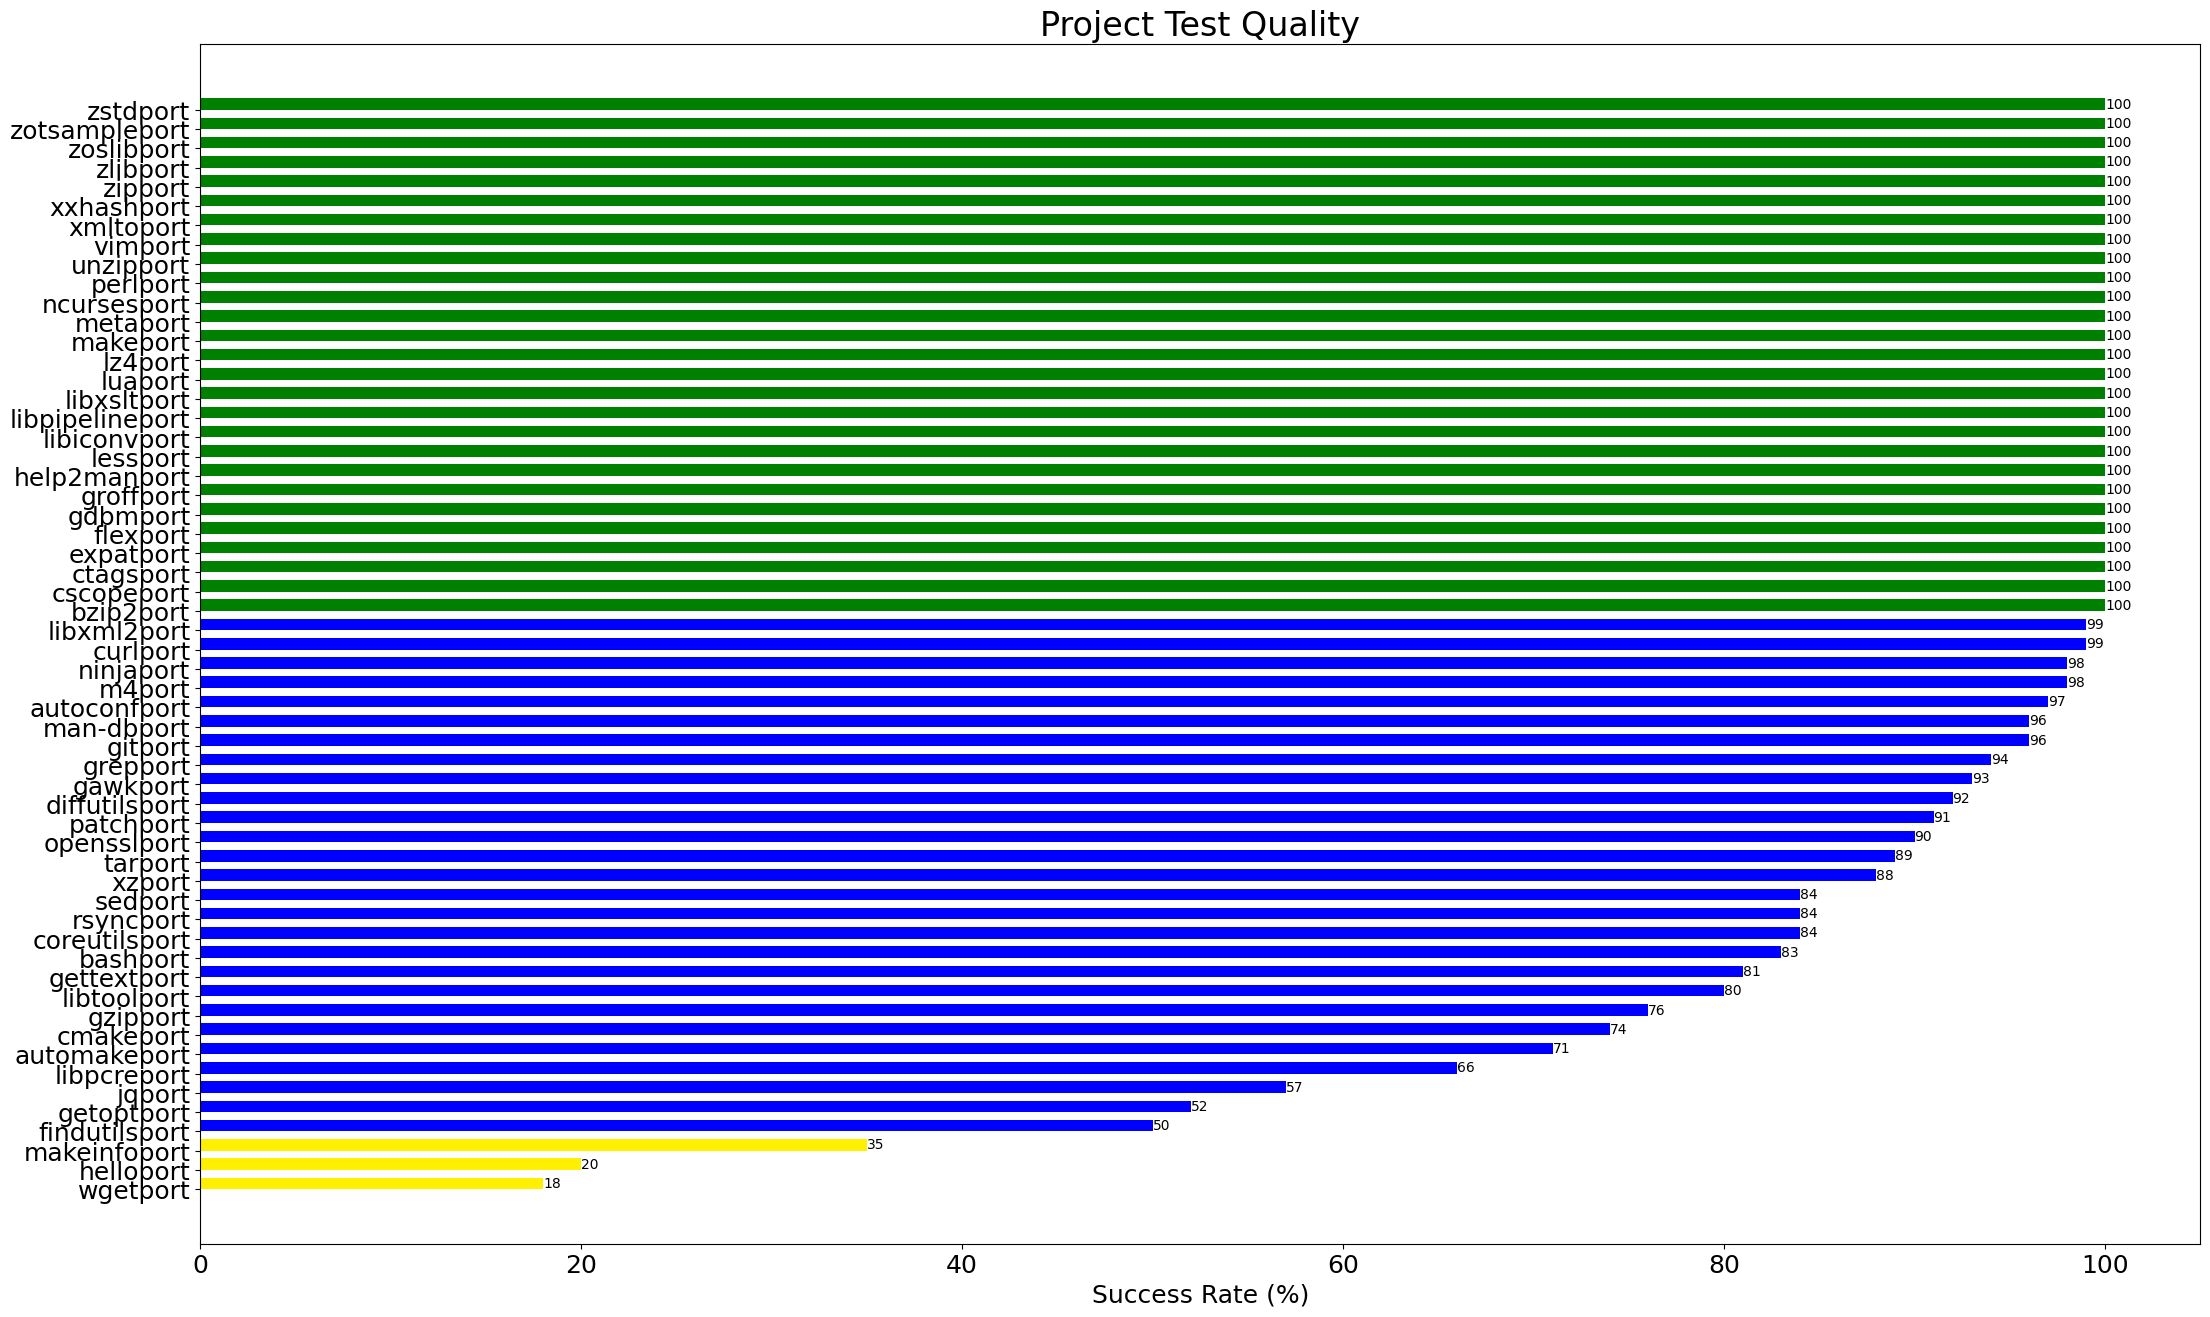 Project Test Quality
zstdport 100
zotsampleport 100
zoslibport 100
zlibport 100
zipport 100
xxhashport 100
xmltoport 100
vimport 100
unzipport 100
perlport 100
ncursesport 100
metaport 100
makeport 100
lz4port 100
luaport 100
libxsltport 100
libpipelineport 100
libiconvport 100
lessport 100
help2manport 100
groffport 100
gdbmport 100
flexport 100
expatport 100
ctagsport 100
cscopeport 100
bzip2port 100
libxml2port 99
curlport 99
ninjaport 98
m4port 98
autoconfport 97
man-dbport 96
gitport 96
grepport 94
gawkport 93
diffutilsport 92
patchport 91
opensslport 90
tarport 89
xzport 88
sedport 84
rsyncport 84
coreutilsport 84
bashport 83
gettextport 81
libtoolport 80
gzipport 76
cmakeport 74
automakeport 71
libpcreport 66
jqport 57
getoptport 52
findutilsport 50
makeinfoport 35
helloport 20
wgetport 18
0 20 40 60 80 100
Success Rate (%)